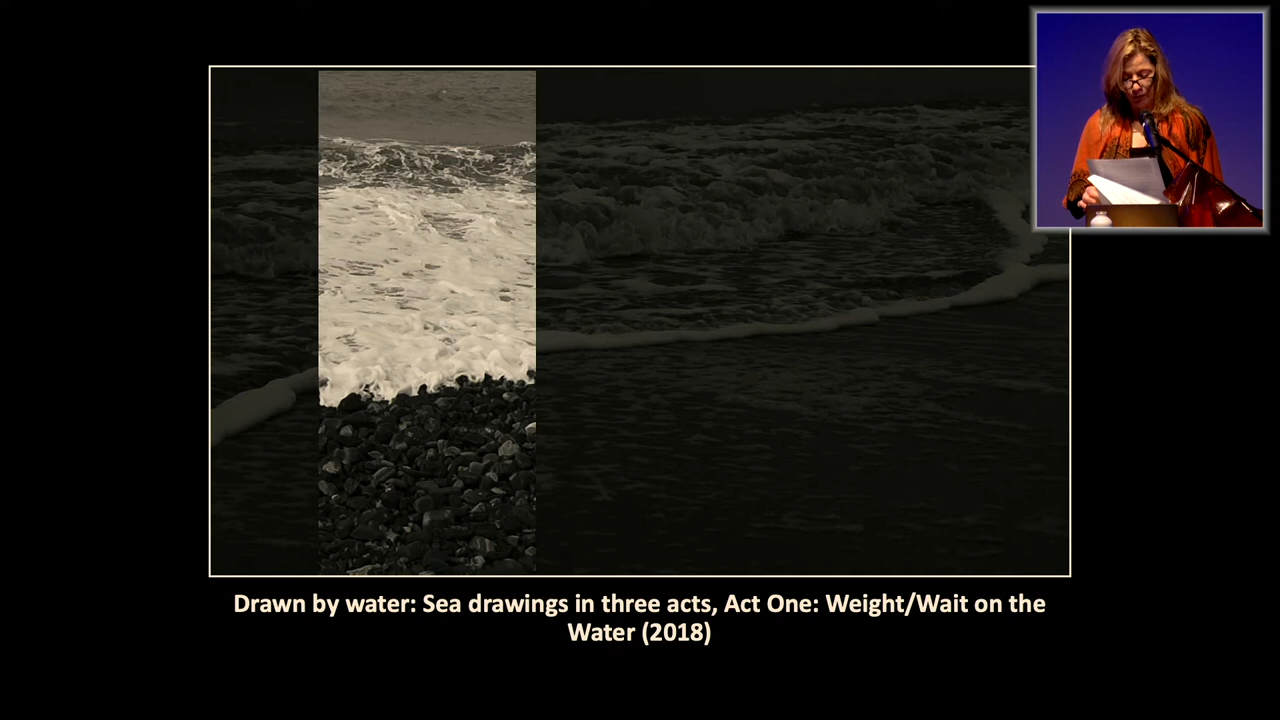 Drawn by water: Sea drawings in three acts, Act One: Weight/Wait on the
Water (2018)